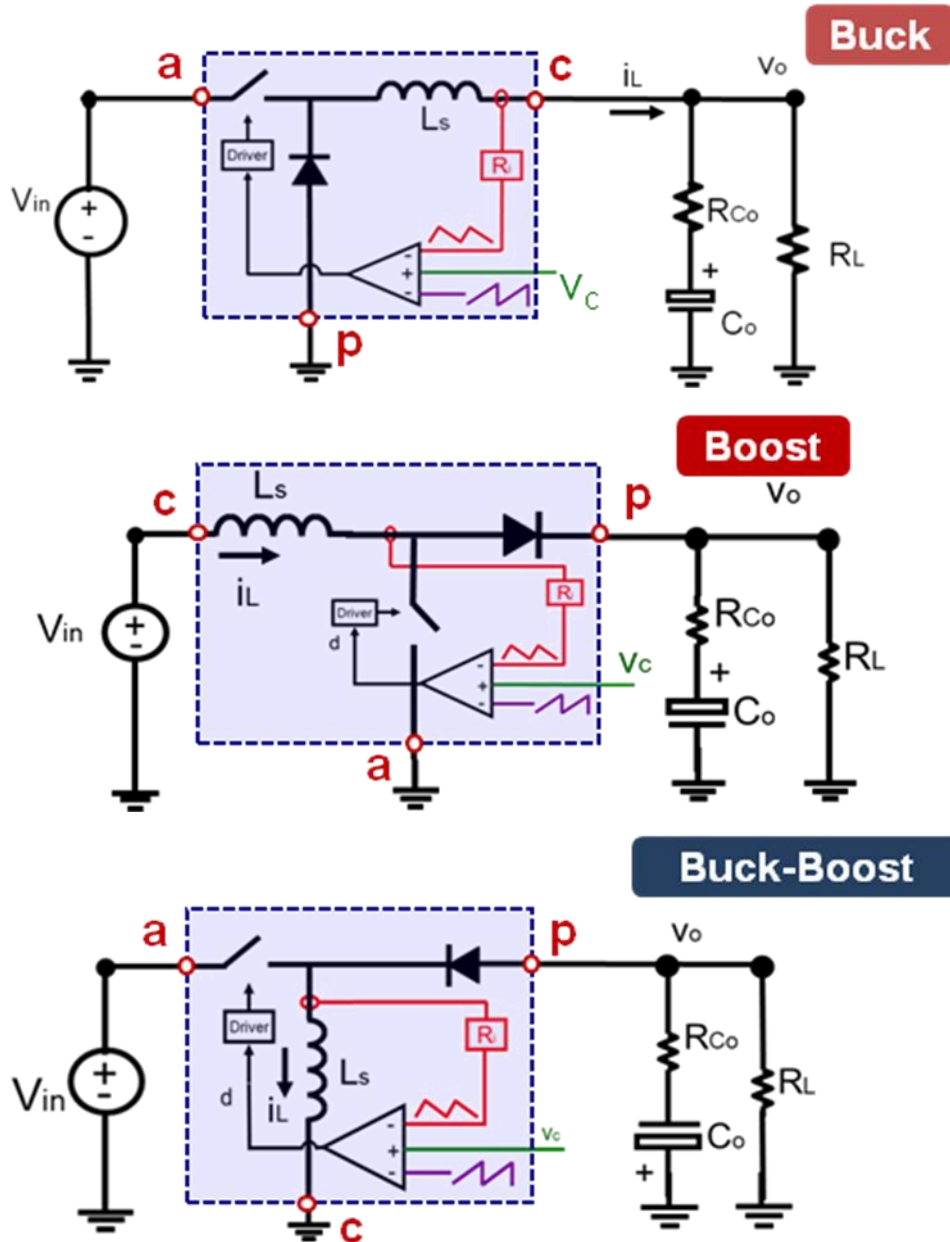 Buck
a
c
iL
vo
Ls
Driver
Ri
Vin
+
-
RCo
RL
-
+
-
VC
+
Co
p
Boost
Ls
c
p
vo
iL
Ri
Vin
+
-
Driver
d
RCo
RL
-
+
-
vc
+
Co
a
Buck-Boost
a
p
vo
Driver
Ri
RCo
RL
Vin
+
-
d
iL
Ls
-
+
-
vc
Co
+
c